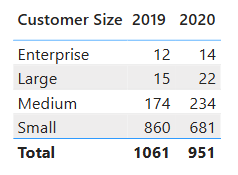 Customer Size 2019 2020
Enterprise 12 14
Large 15 22
Medium 174 234
Small 860 681
Total 1061 951